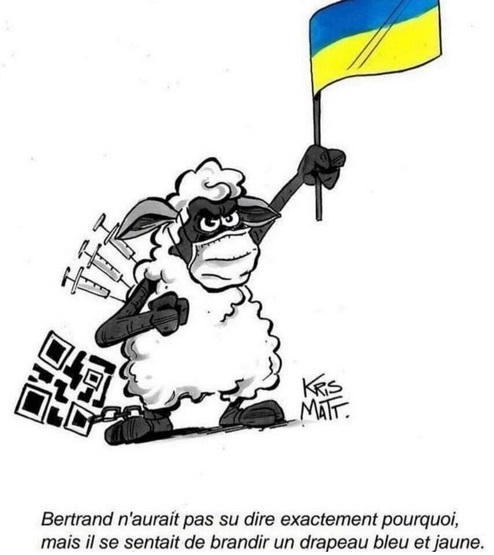 KRIS
MATT.
Bertrand n'aurait pas su dire exactement pourquoi,
mais il se sentait de brandir un drapeau bleu et jaune.